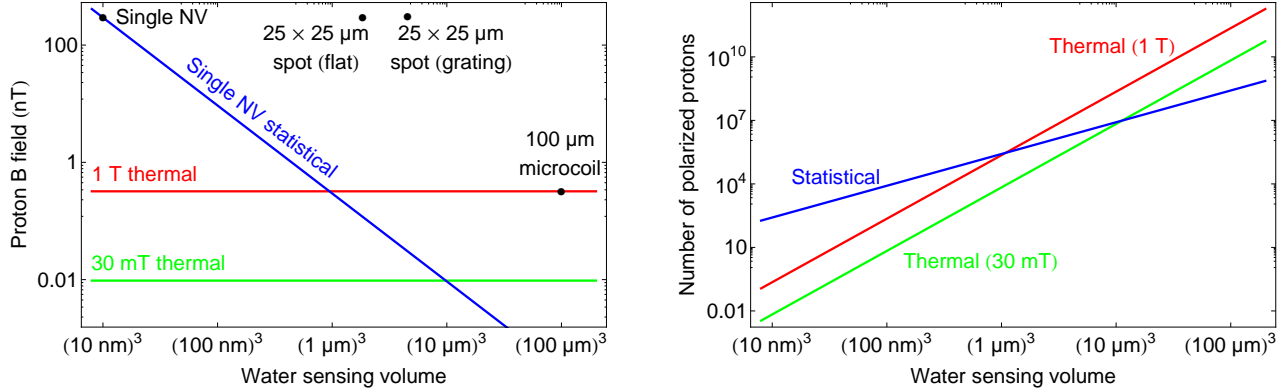 Single NV
25 × 25 μm
spot (flat)
25 × 25 μm
spot (grating)
Single NV statistical
100 μm
microcoil
1 T thermal
30 mT thermal
100
1
0.01
Proton B field (nT)
(10 nm)³
(100 nm)³
(1 μm)³
(10 μm)³
(100 μm)³
Water sensing volume
Thermal (1 T)
Statistical
Thermal (30 mT)
10¹⁰
10⁷
10⁴
10
0.01
Number of polarized protons
(10 nm)³
(100 nm)³
(1 μm)³
(10 μm)³
(100 μm)³
Water sensing volume